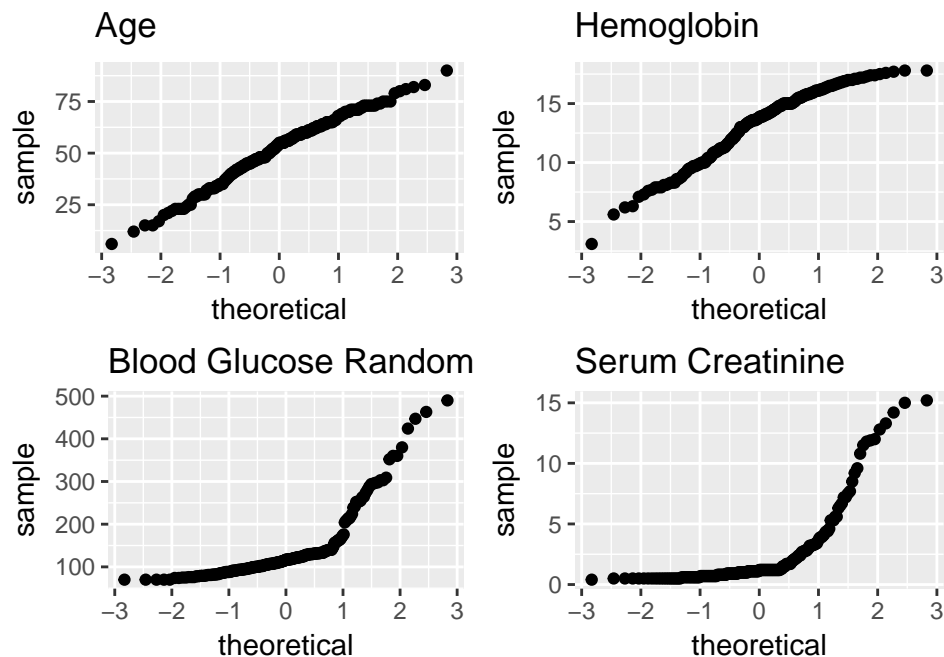 Age
75
50
25
sample
−3 −2 −1 0 1 2 3
theoretical
Hemoglobin
15
10
5
sample
−3 −2 −1 0 1 2 3
theoretical
Blood Glucose Random
500
400
300
200
100
sample
−3 −2 −1 0 1 2 3
theoretical
Serum Creatinine
15
10
5
0
sample
−3 −2 −1 0 1 2 3
theoretical